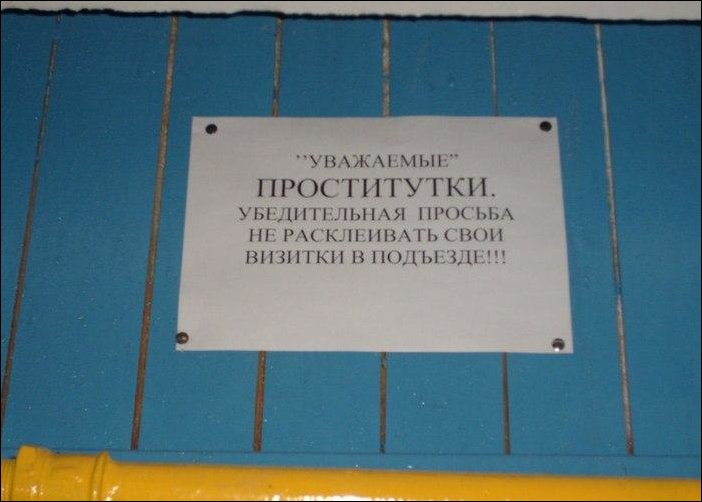 ’’УВАЖАЕМЫЕ”
ПРОСТИТУТКИ.
УБЕДИТЕЛЬНАЯ ПРОСЬБА
НЕ РАСКЛЕИВАТЬ СВОИ
ВИЗИТКИ В ПОДЪЕЗДЕ!!!